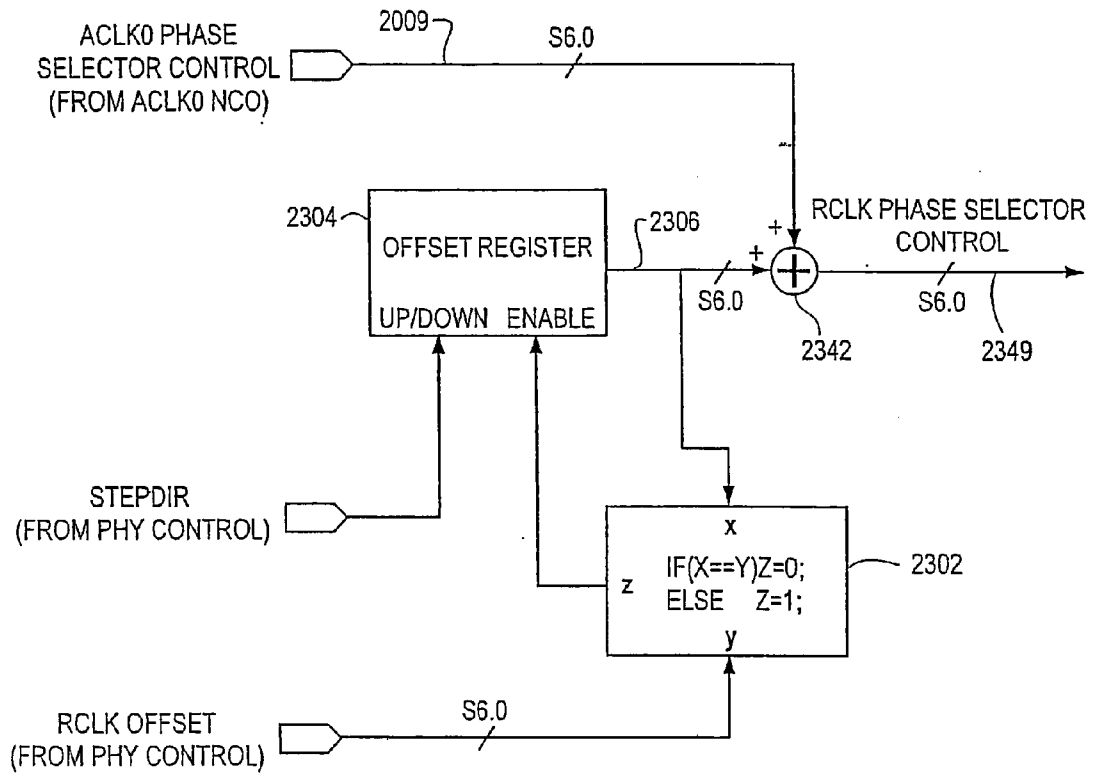 ACLK0 PHASE
SELECTOR CONTROL
(FROM ACLK0 NCO)
2009
S6.0
2304
OFFSET REGISTER
UP/DOWN ENABLE
2306
+
+
S6.0
RCLK PHASE SELECTOR
CONTROL
S6.0
2342
2349
STEPDIR
(FROM PHY CONTROL)
x
IF(X==Y)Z=0;
z ELSE Z=1;
y
2302
RCLK OFFSET
(FROM PHY CONTROL)
S6.0